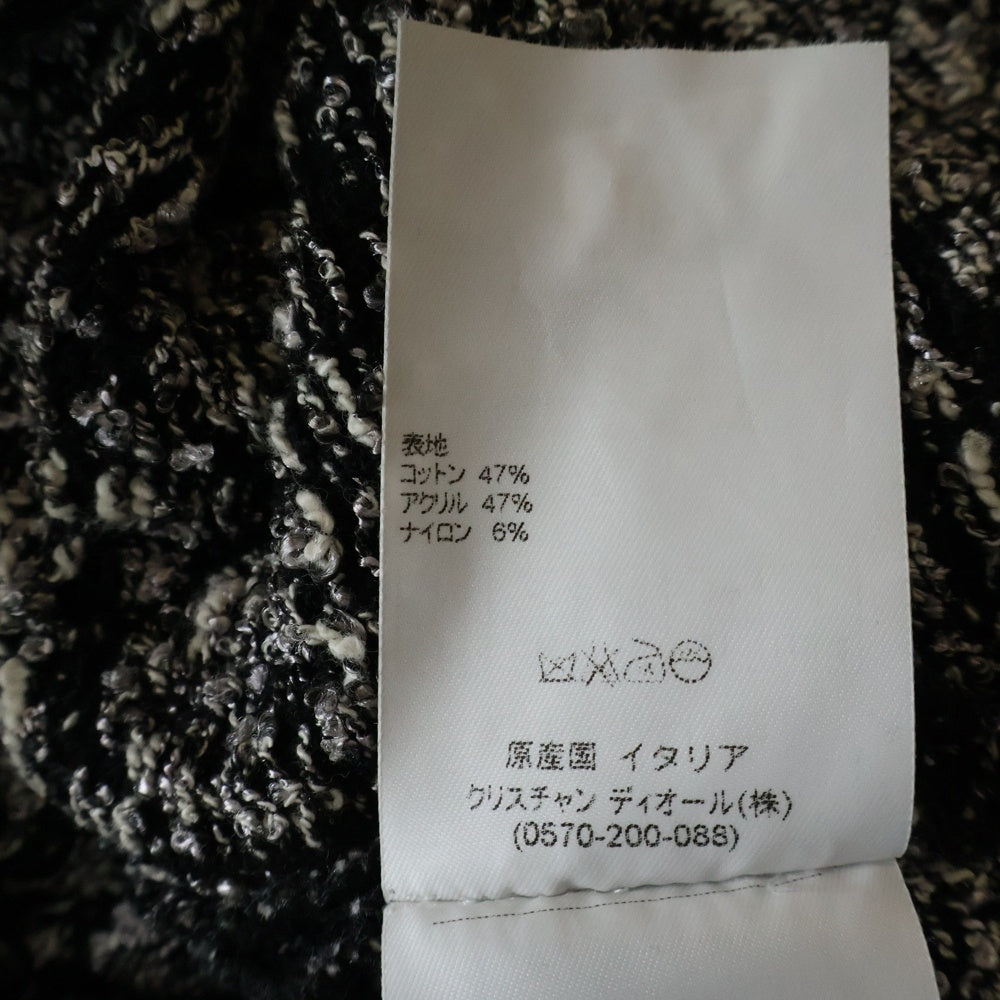 表地
コットン 47%
アクリル 47%
ナイロン 6%
原産国 イタリア
クリスチャン ディオール(株)
(0570-200-088)